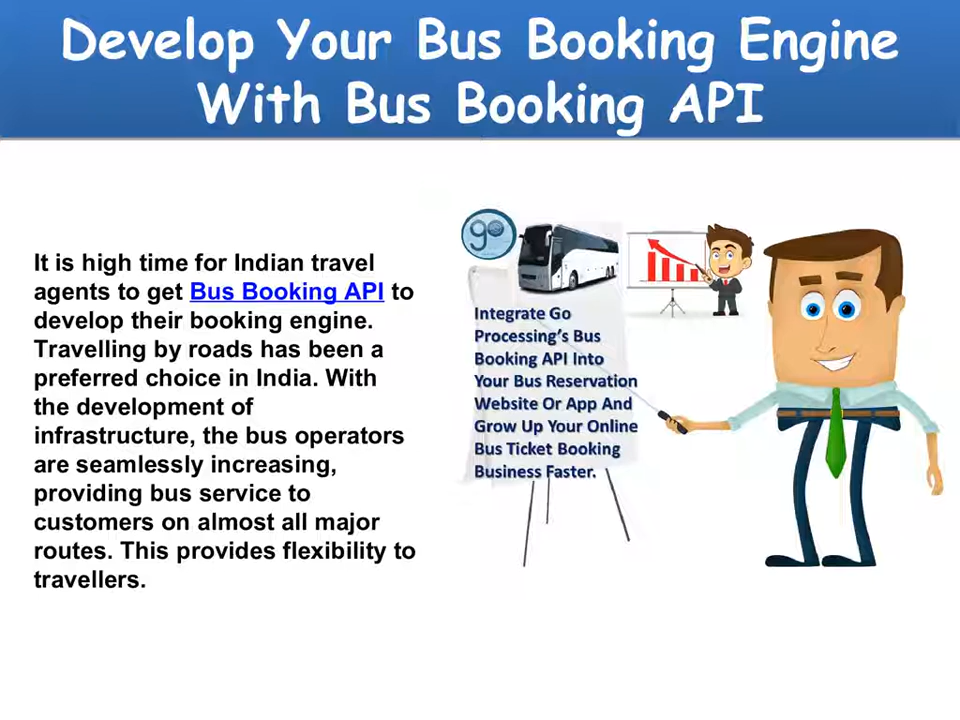 Develop Your Bus Booking Engine
With Bus Booking API
It is high time for Indian travel
agents to get Bus Booking API to
develop their booking engine.
Travelling by roads has been a
preferred choice in India. With
the development of
infrastructure, the bus operators
are seamlessly increasing,
providing bus service to
customers on almost all major
routes. This provides flexibility to
travellers.
go
Integrate Go
Processing's Bus
Booking API Into
Your Bus Reservation
Website Or App And
Grow Up Your Online
Bus Ticket Booking
Business Faster.